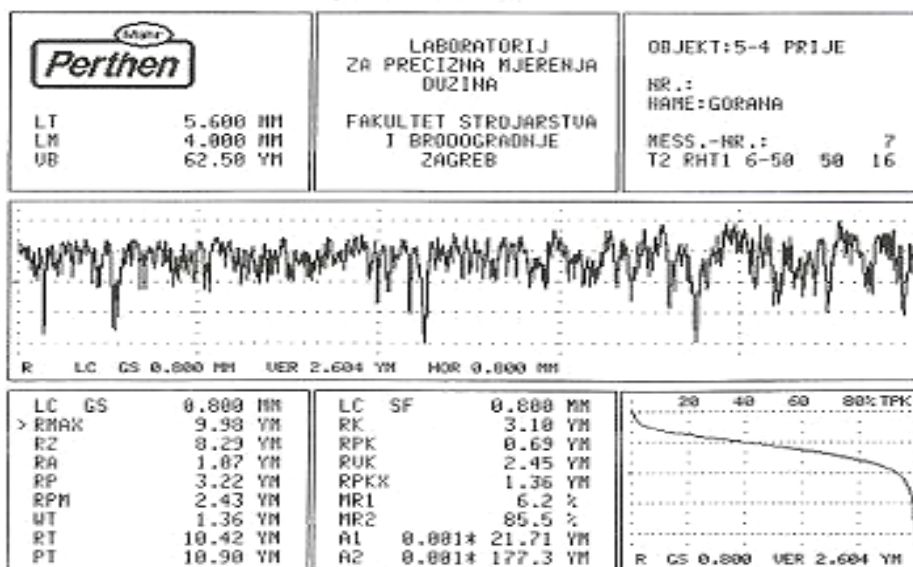 Mahr
Perthen
LT 5.600 MM
LM 4.000 MM
VB 62.50 YM
LABORATORIJ
ZA PRECIZNA MJERENJA
DUZINA
FAKULTET STROJARSTVA
I BRODOGRADNJE
ZAGREB
OBJEKT:5-4 PRIJE
NR.:
NAME:GORANA
MESS.-NR.: 7
T2 RHT1 6-50 50 16
R LC GS 0.800 MM VER 2.604 YM HOR 0.800 MM
LC GS 0.800 MM
> RMAX 9.98 YM
RZ 8.29 YM
RA 1.07 YM
RP 3.22 YM
RPM 2.43 YM
WT 1.36 YM
RT 10.42 YM
PT 10.90 YM
LC SF 0.800 MM
RK 3.10 YM
RPK 0.69 YM
RVK 2.45 YM
RPKX 1.36 YM
MR1 6.2 %
MR2 85.5 %
A1 0.001* 21.71 YM
A2 0.001* 177.3 YM
20 40 60 80% TPK
R GS 0.800 VER 2.604 YM